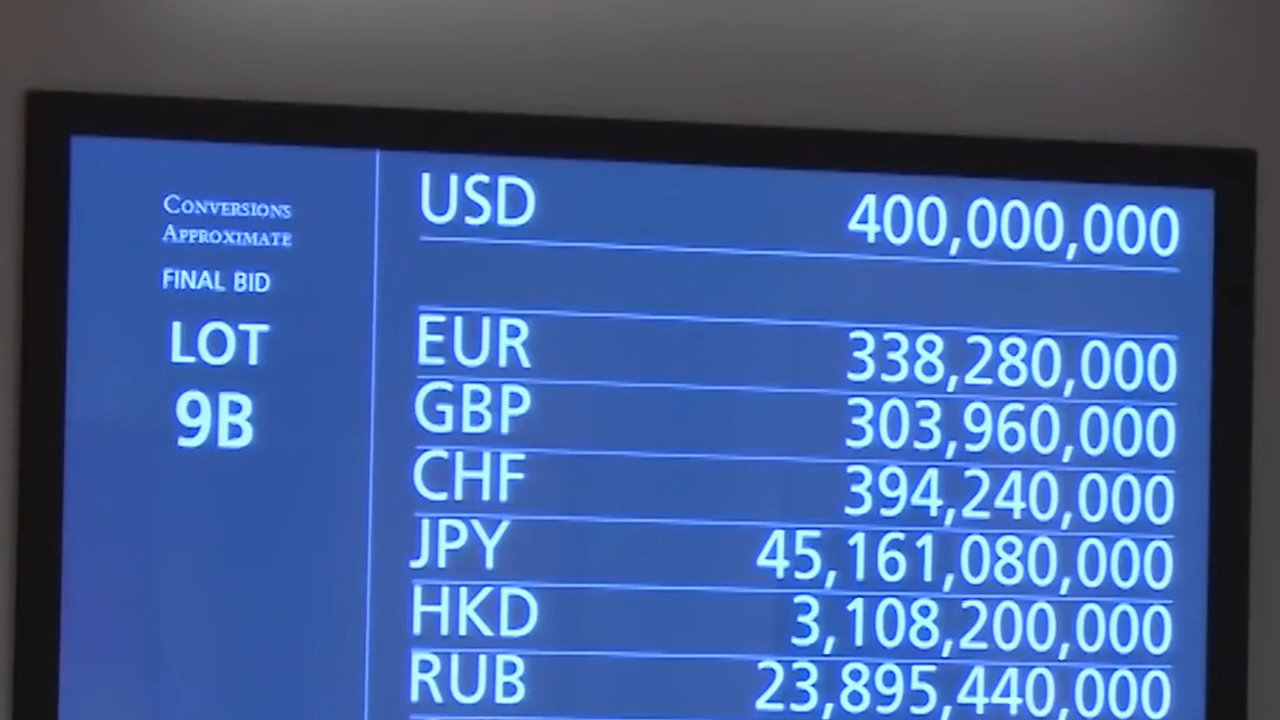 CONVERSIONS
APPROXIMATE
FINAL BID
LOT
9B
USD 400,000,000
EUR 338,280,000
GBP 303,960,000
CHF 394,240,000
JPY 45,161,080,000
HKD 3,108,200,000
RUB 23,895,440,000